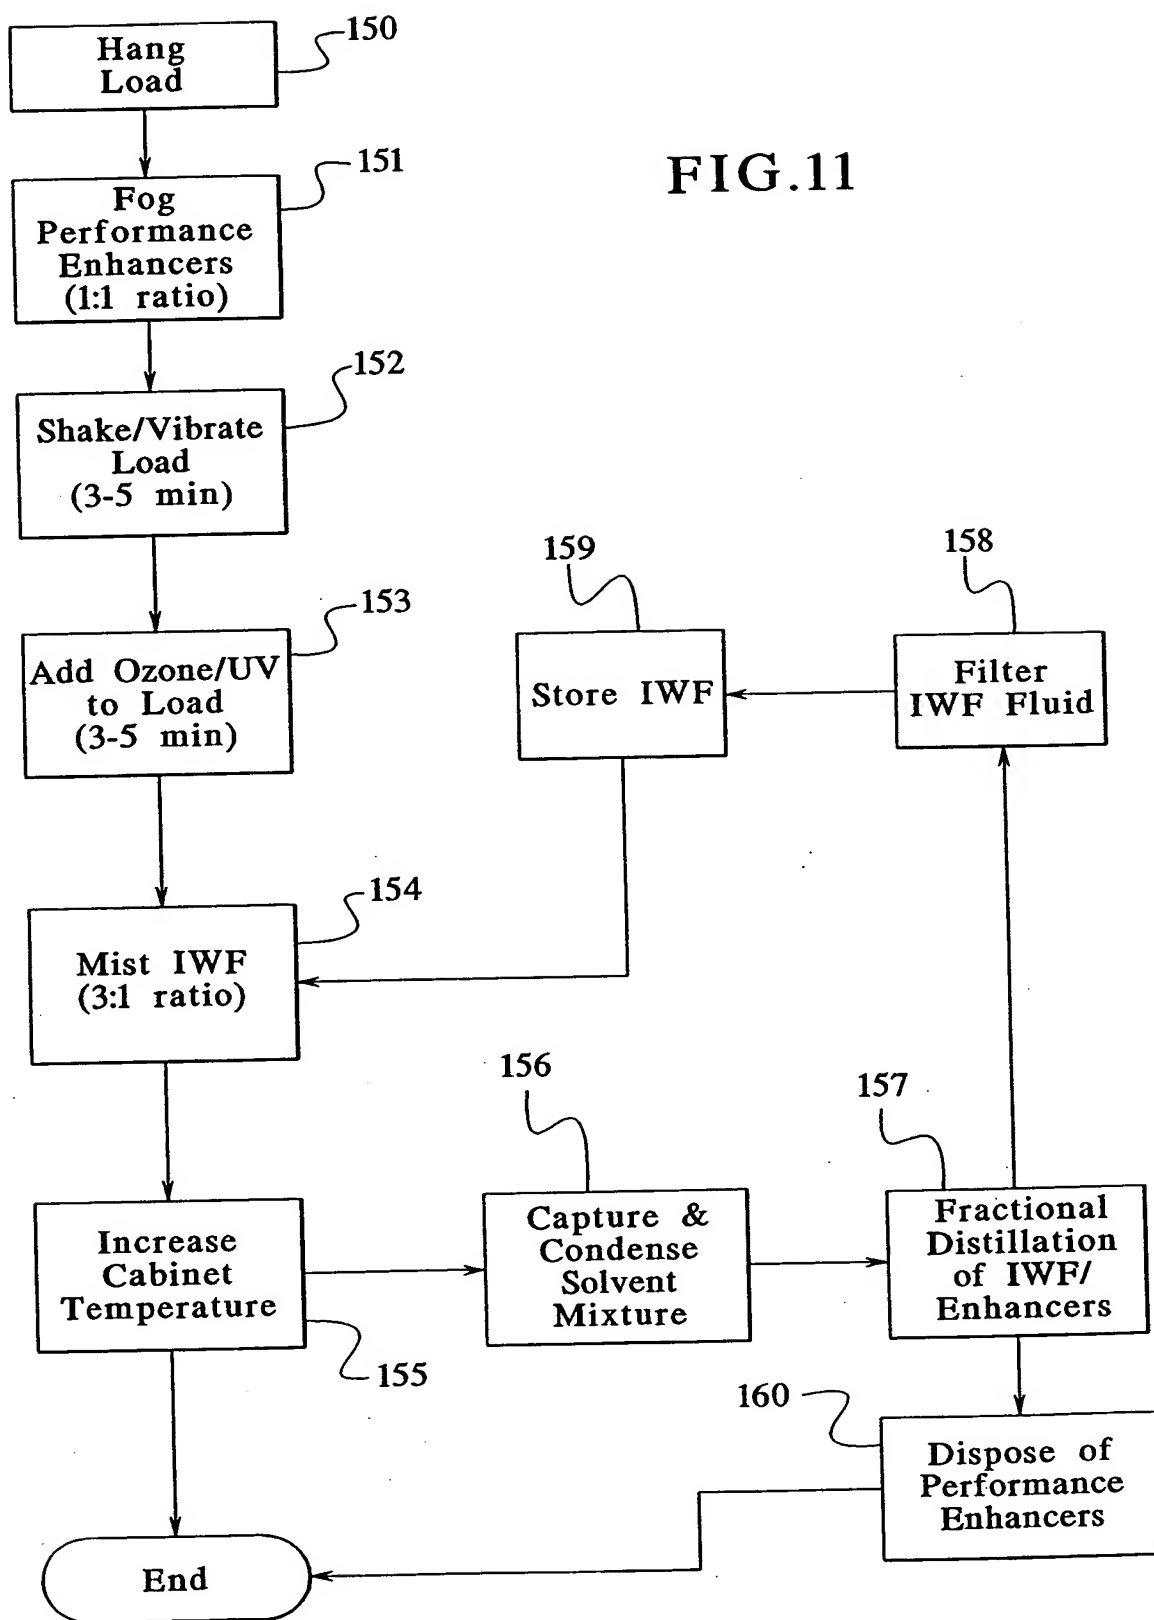 150
Hang
Load
151
FIG.11
Fog
Performance
Enhancers
(1:1 ratio)
152
Shake/Vibrate
Load
(3-5 min)
153
Add Ozone/UV
to Load
(3-5 min)
159
158
Store IWF
Filter
IWF Fluid
154
Mist IWF
(3:1 ratio)
156
157
Increase
Cabinet
Temperature
155
Capture &
Condense
Solvent
Mixture
Fractional
Distillation
of IWF/
Enhancers
160
Dispose of
Performance
Enhancers
End